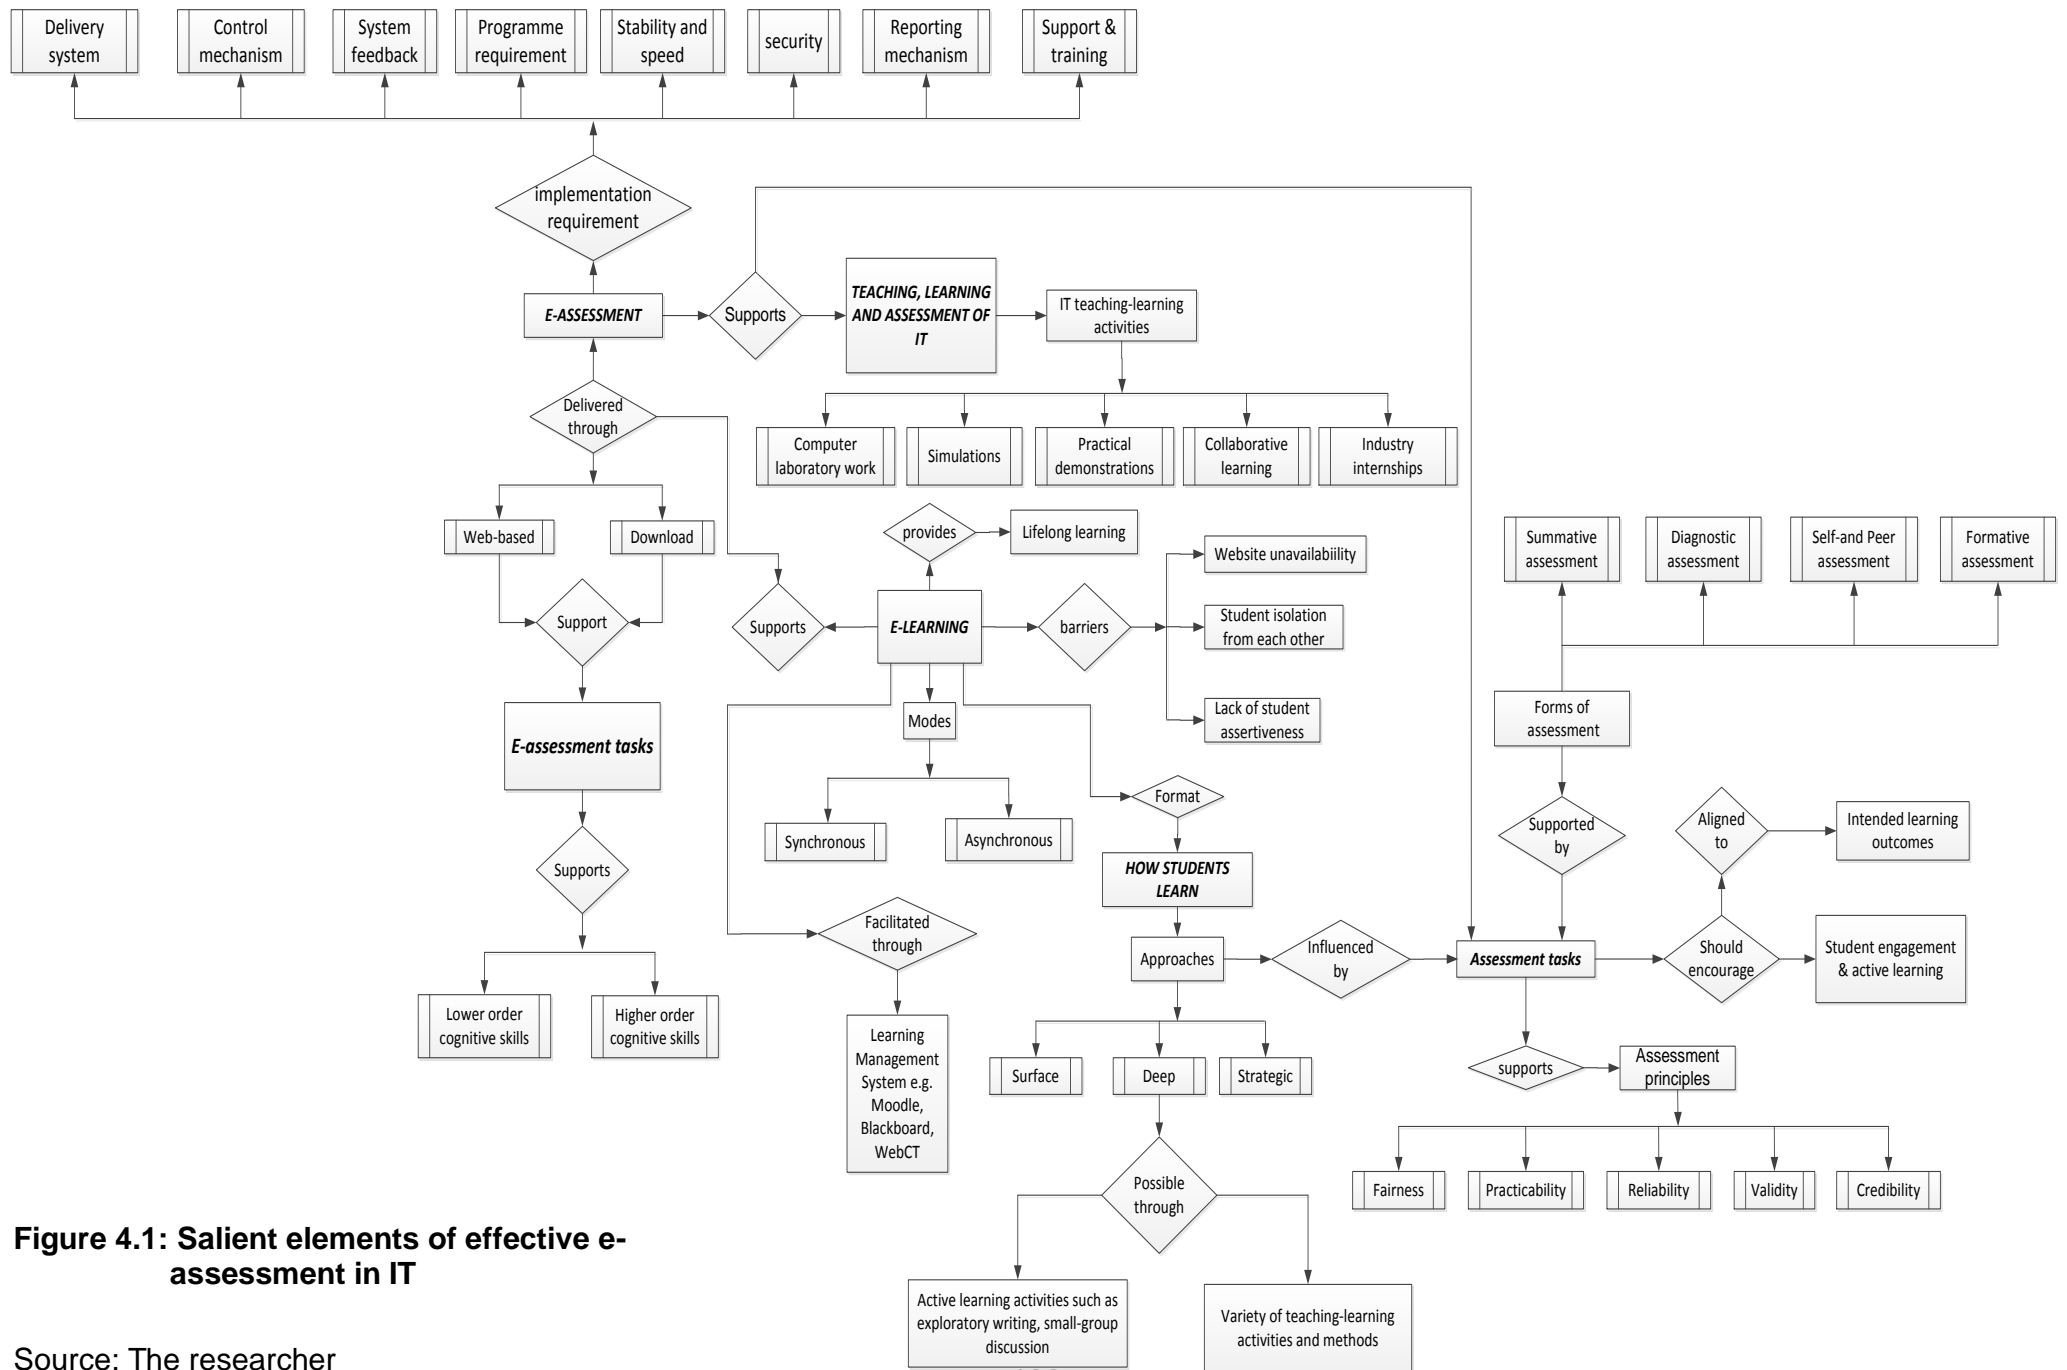 Delivery
system
Control
mechanism
System
feedback
Programme
requirement
Stability and
speed
security
Reporting
mechanism
Support &
training
implementation
requirement
E-ASSESSMENT
Supports
TEACHING, LEARNING
AND ASSESSMENT OF
IT
IT teaching-learning
activities
Delivered
through
Computer
laboratory work
Simulations
Practical
demonstrations
Collaborative
learning
Industry
internships
Web-based
Download
provides
Lifelong learning
Website unavailabiility
Summative
assessment
Diagnostic
assessment
Self-and Peer
assessment
Formative
assessment
Support
Supports
E-LEARNING
barriers
Student isolation
from each other
Lack of student
assertiveness
Modes
Forms of
assessment
E-assessment tasks
Format
Synchronous
Asynchronous
Supported
by
Aligned
to
Intended learning
outcomes
Supports
HOW STUDENTS
LEARN
Facilitated
through
Approaches
Influenced
by
Assessment tasks
Should
encourage
Student engagement
& active learning
Lower order
cognitive skills
Higher order
cognitive skills
Learning
Management
System e.g.
Moodle,
Blackboard,
WebCT
Surface
Deep
Strategic
supports
Assessment
principles
Possible
through
Fairness
Practicability
Reliability
Validity
Credibility
Active learning activities such as
exploratory writing, small-group
discussion
Variety of teaching-learning
activities and methods
Figure 4.1: Salient elements of effective e-
assessment in IT
Source: The researcher